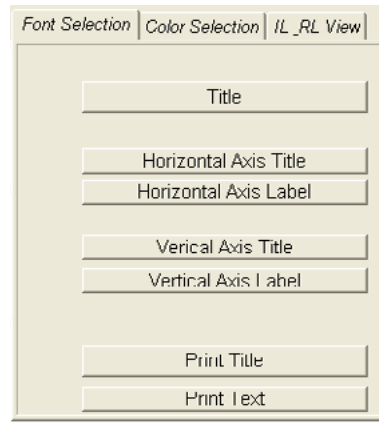 Font Selection Color Selection IL_RL View
Title
Horizontal Axis Title
Horizontal Axis Label
Verical Axis Title
Vertical Axis Label
Print Title
Print Text